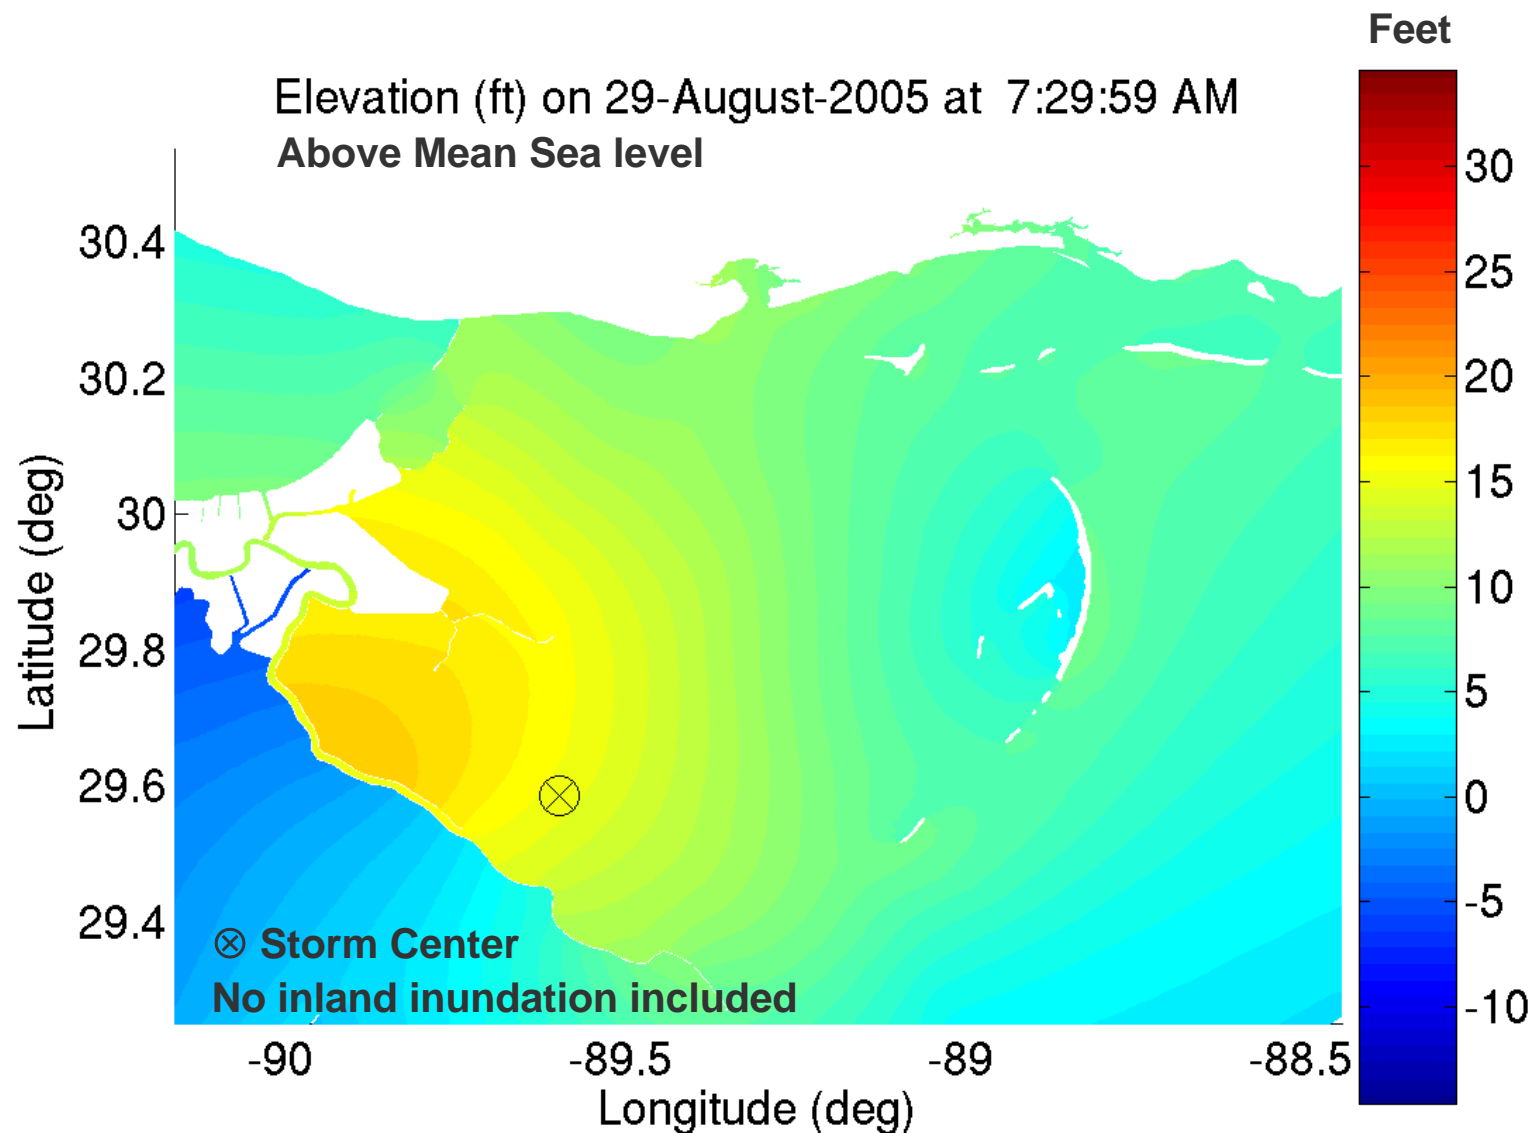 Feet
Elevation (ft) on 29-August-2005 at 7:29:59 AM
Above Mean Sea level
30.4
30.2
30
29.8
29.6
29.4
Latitude (deg)
⊗ Storm Center
No inland inundation included
-90
-89.5
-89
-88.5
Longitude (deg)
30
25
20
15
10
5
0
-5
-10